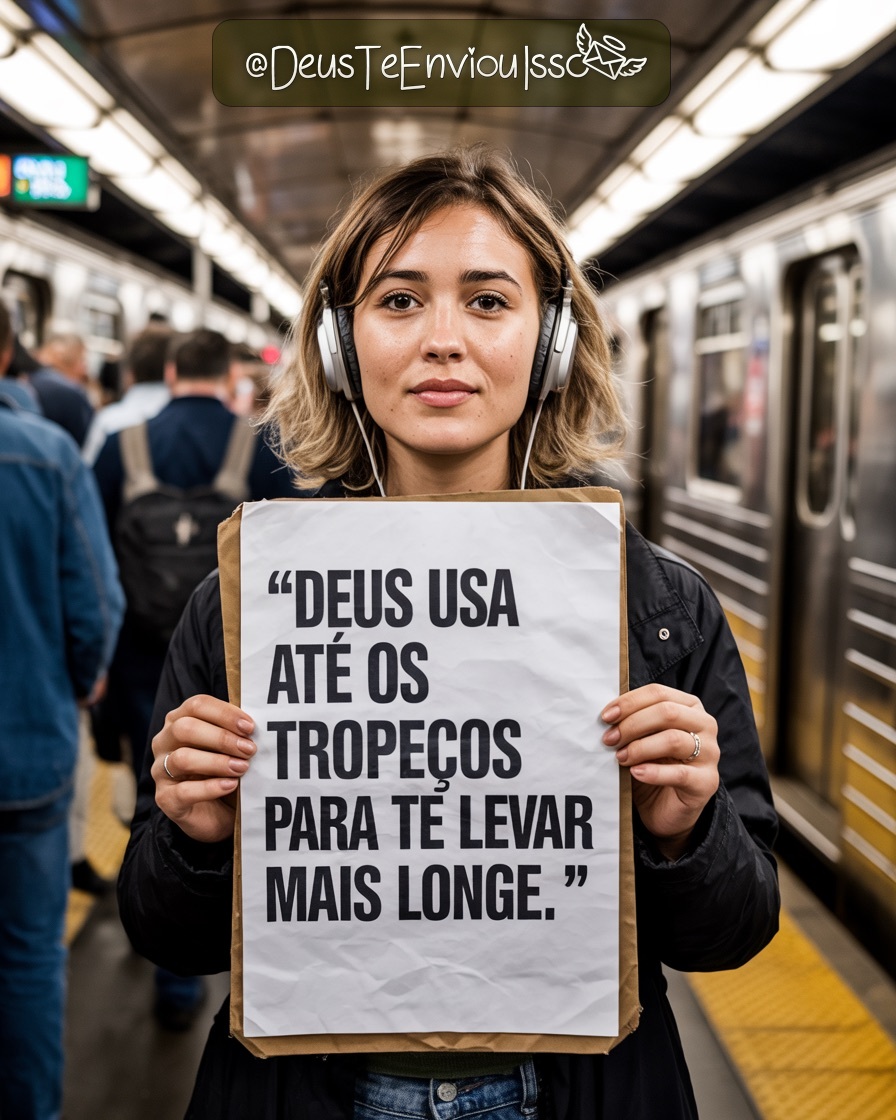 @DeusTeEnviouIsso
“DEUS USA
ATÉ OS
TROPEÇOS
PARA TE LEVAR
MAIS LONGE.”